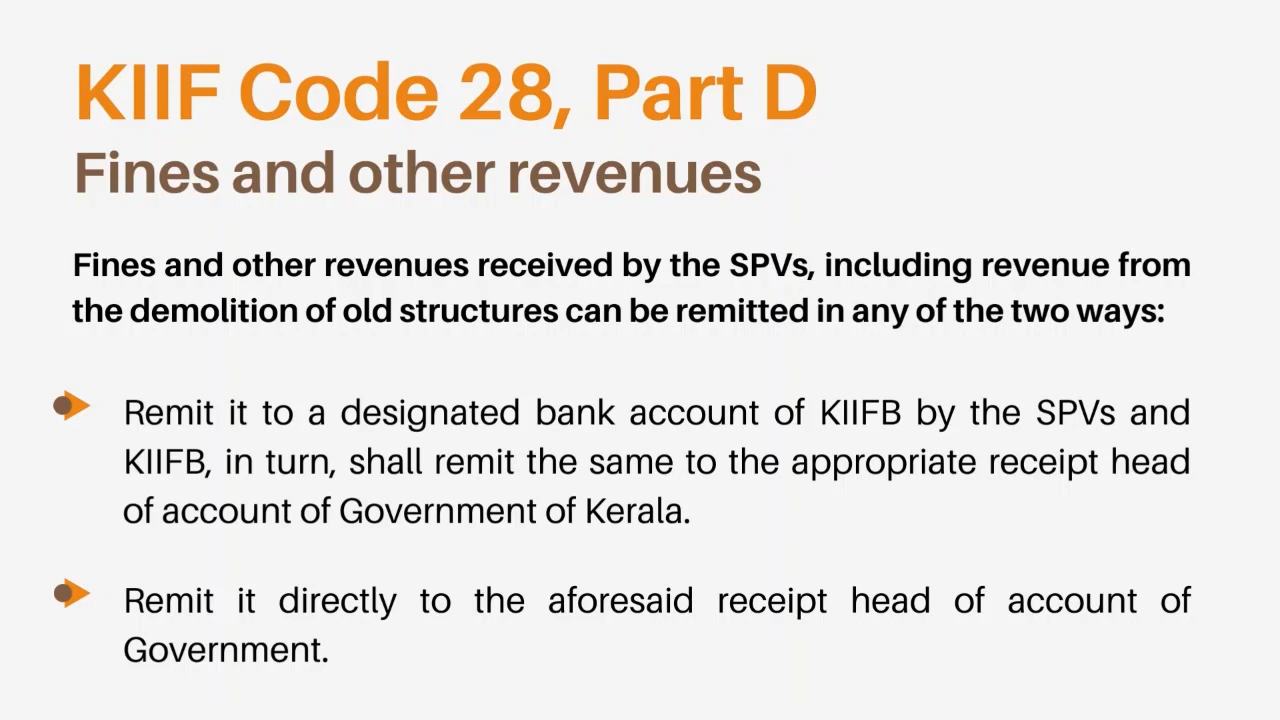 KIIF Code 28, Part D
Fines and other revenues
Fines and other revenues received by the SPVs, including revenue from
the demolition of old structures can be remitted in any of the two ways:
Remit it to a designated bank account of KIIFB by the SPVs and
KIIFB, in turn, shall remit the same to the appropriate receipt head
of account of Government of Kerala.
Remit it directly to the aforesaid receipt head of account of
Government.